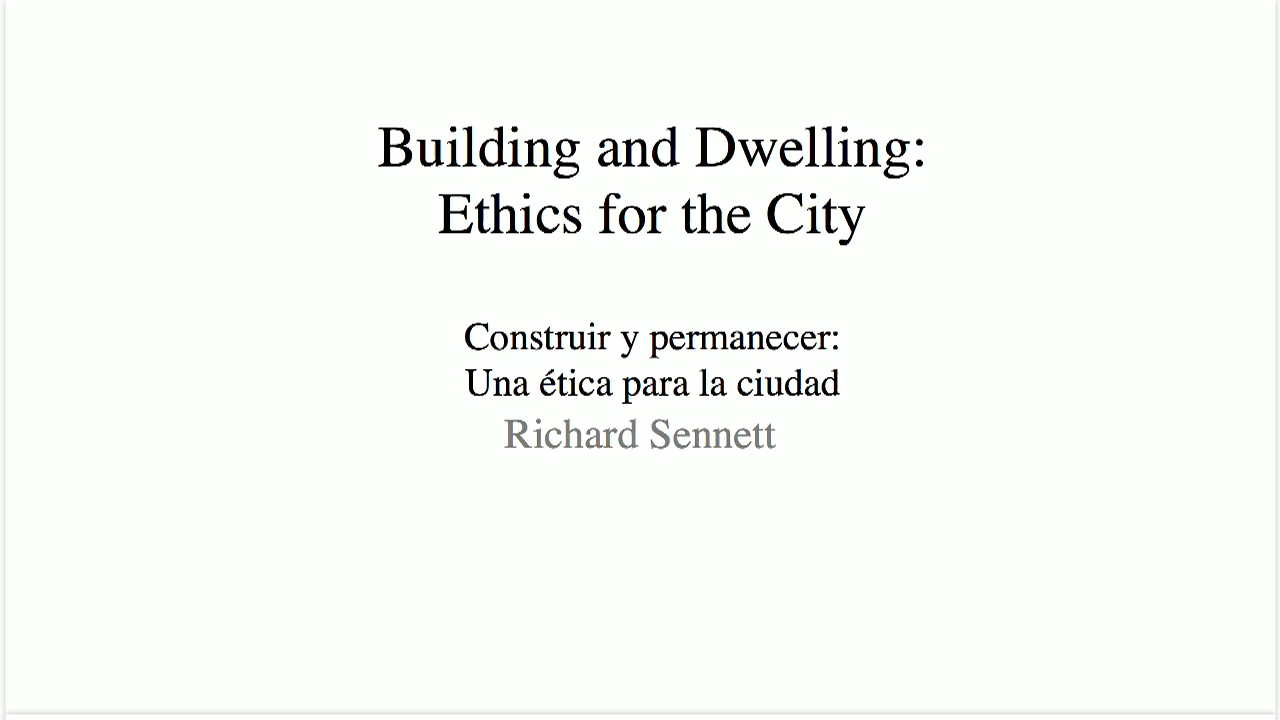 Building and Dwelling:
Ethics for the City
Construir y permanecer:
Una ética para la ciudad
Richard Sennett